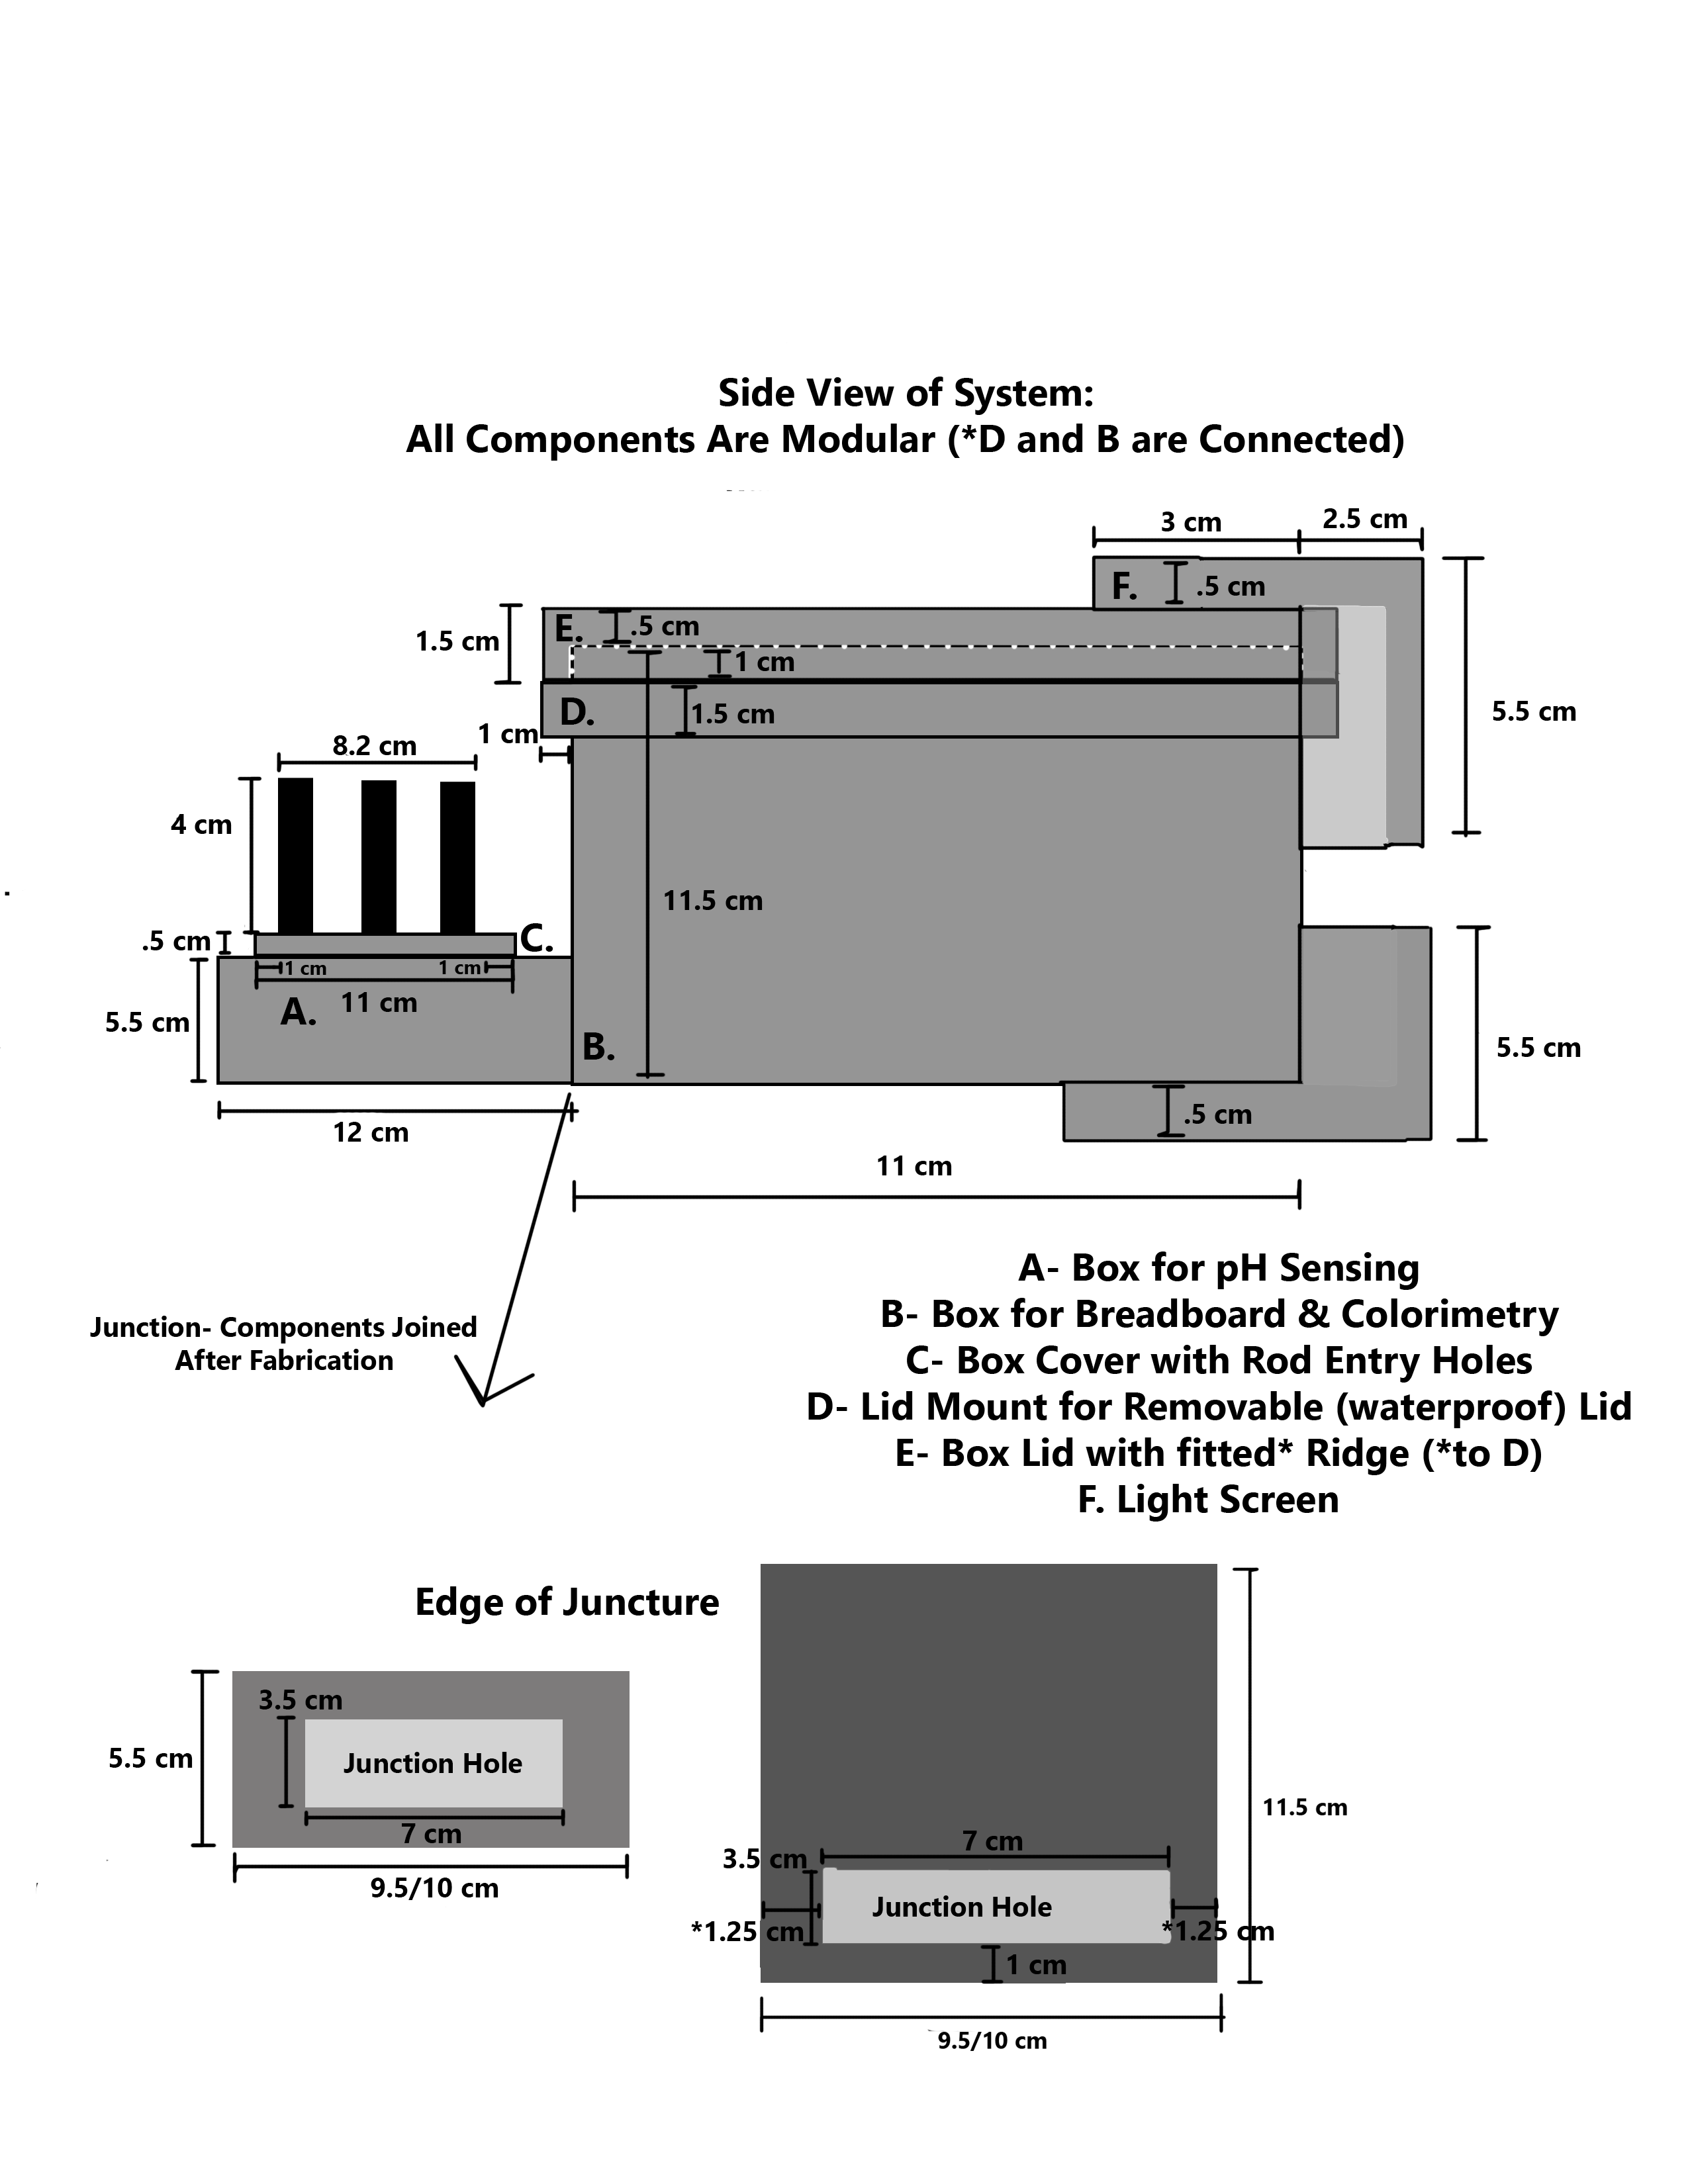 Side View of System:
All Components Are Modular (*D and B are Connected)
3 cm
2.5 cm
F.
.5 cm
E.
.5 cm
1.5 cm
1 cm
D.
1.5 cm
5.5 cm
1 cm
8.2 cm
4 cm
11.5 cm
.5 cm
C.
1 cm
1 cm
11 cm
A.
5.5 cm
B.
5.5 cm
.5 cm
12 cm
11 cm
A- Box for pH Sensing
B- Box for Breadboard & Colorimetry
C- Box Cover with Rod Entry Holes
D- Lid Mount for Removable (waterproof) Lid
E- Box Lid with fitted* Ridge (*to D)
F. Light Screen
Junction- Components Joined
After Fabrication
Edge of Juncture
3.5 cm
5.5 cm
Junction Hole
7 cm
9.5/10 cm
11.5 cm
7 cm
3.5 cm
Junction Hole
*1.25 cm
*1.25 cm
1 cm
9.5/10 cm